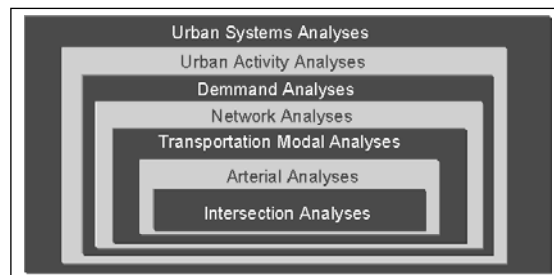 Urban Systems Analyses
Urban Activity Analyses
Demmand Analyses
Network Analyses
Transportation Modal Analyses
Arterial Analyses
Intersection Analyses